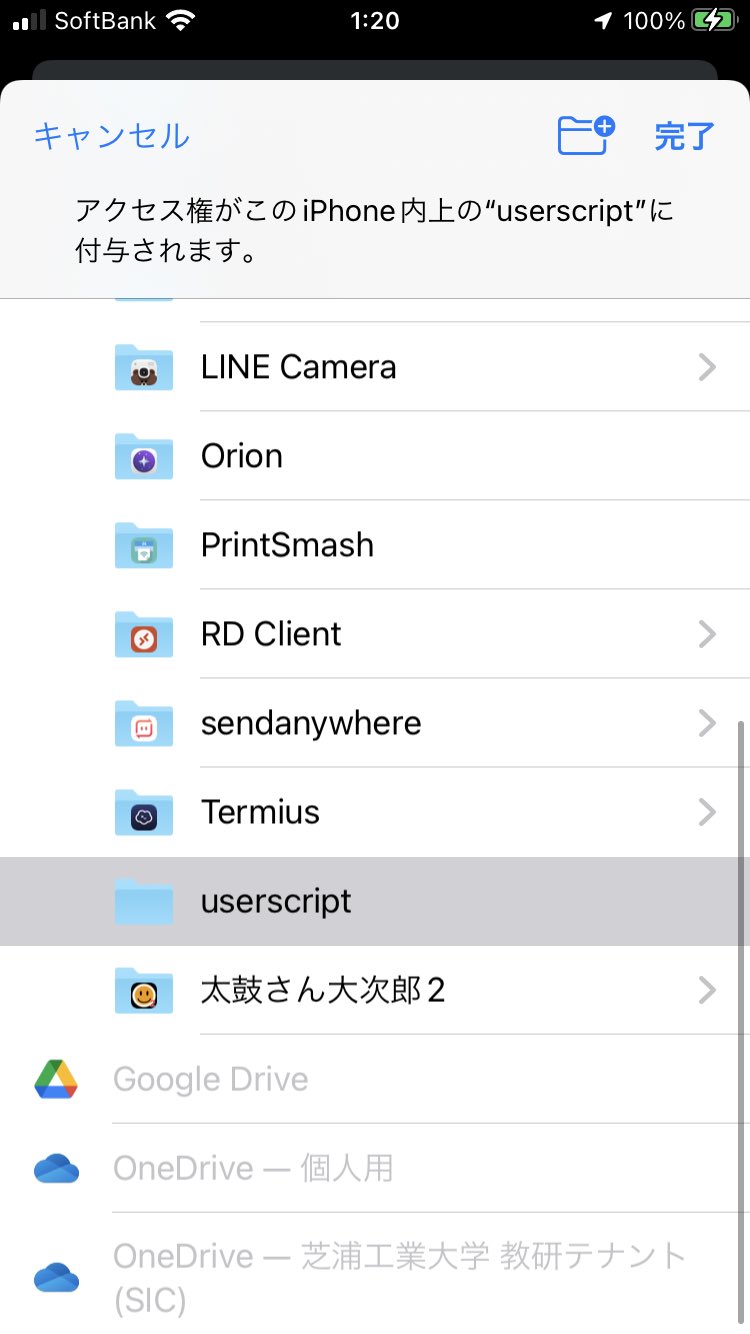 SoftBank 1:20 100%
キャンセル 完了
アクセス権がこのiPhone内上の“userscript”に
付与されます。
LINE Camera
Orion
PrintSmash
RD Client
sendanywhere
Termius
userscript
太鼓さん大次郎2
Google Drive
OneDrive — 個人用
OneDrive — 芝浦工業大学 教研テナント
(SIC)